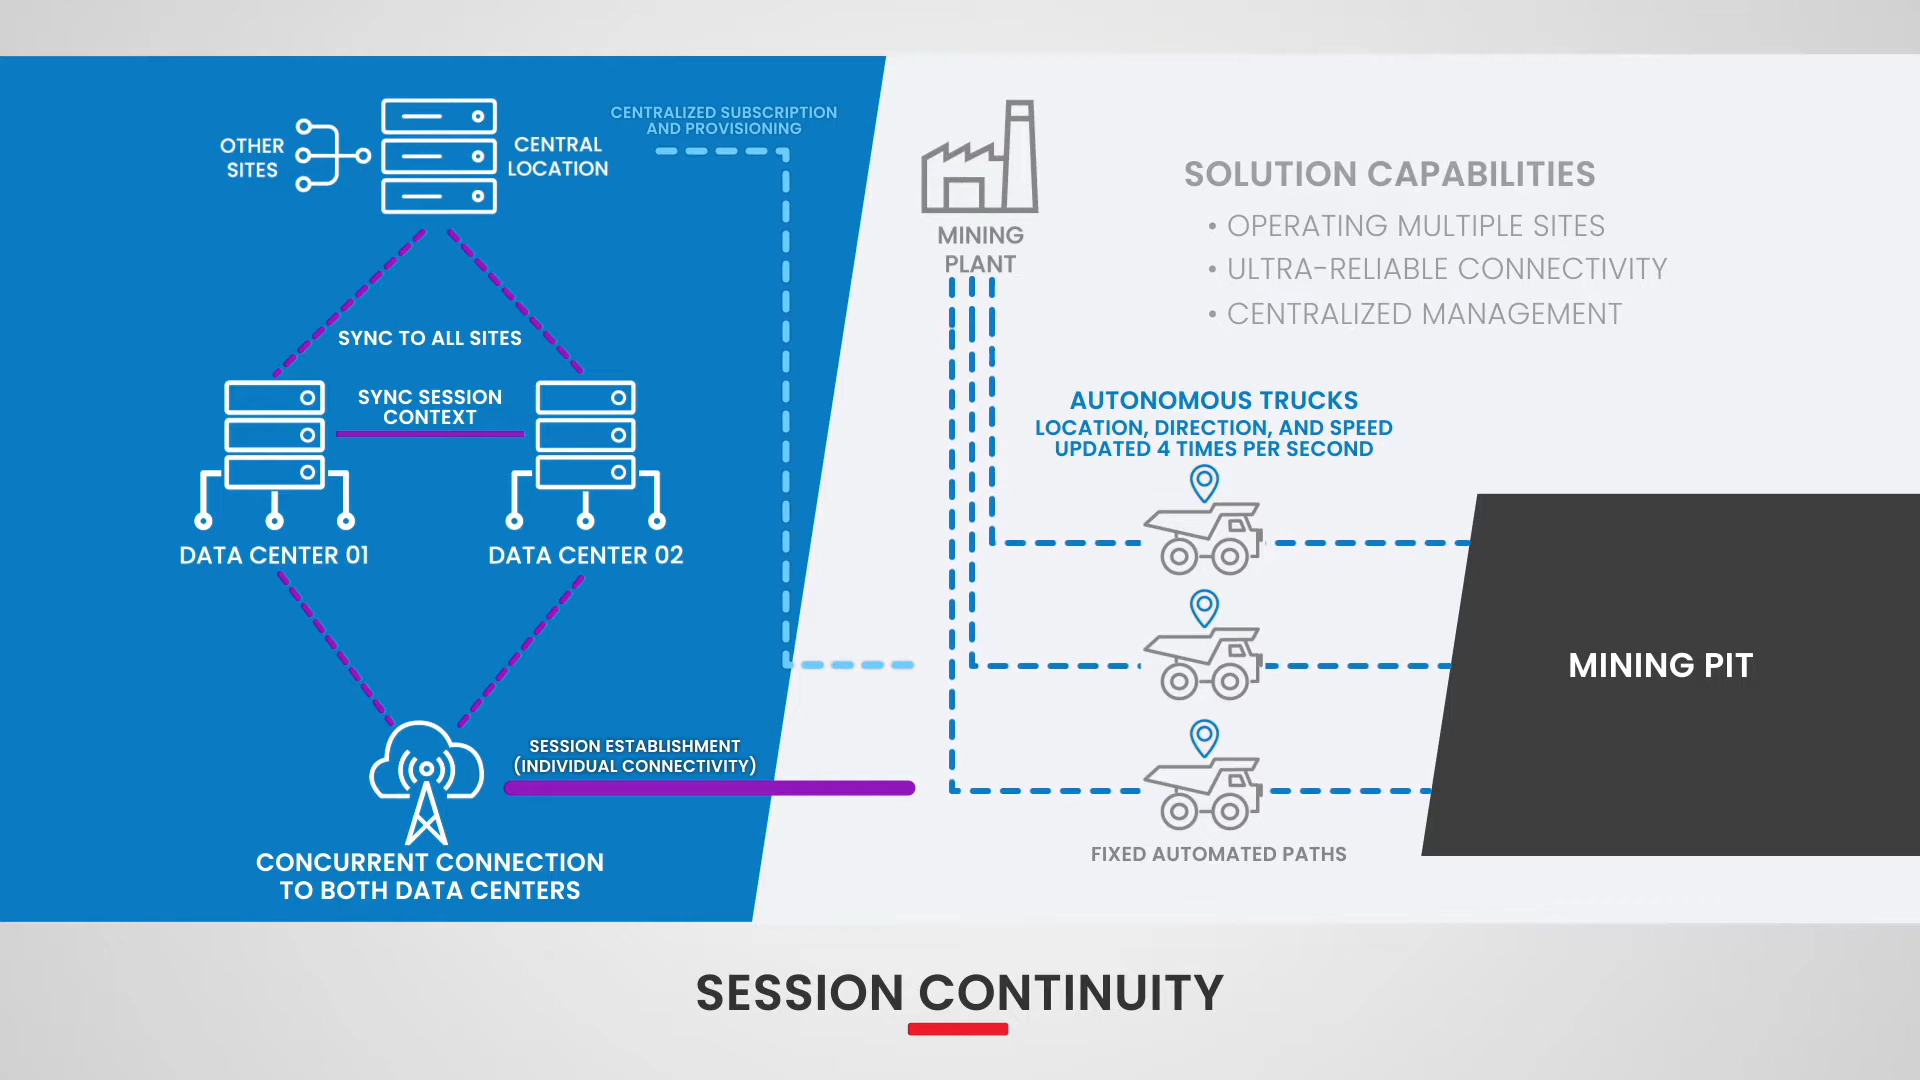 OTHER
SITES
CENTRAL
LOCATION
CENTRALIZED SUBSCRIPTION
AND PROVISIONING
SYNC TO ALL SITES
SYNC SESSION
CONTEXT
DATA CENTER 01
DATA CENTER 02
SESSION ESTABLISHMENT
(INDIVIDUAL CONNECTIVITY)
CONCURRENT CONNECTION
TO BOTH DATA CENTERS
MINING
PLANT
SOLUTION CAPABILITIES
• OPERATING MULTIPLE SITES
• ULTRA-RELIABLE CONNECTIVITY
• CENTRALIZED MANAGEMENT
AUTONOMOUS TRUCKS
LOCATION, DIRECTION, AND SPEED
UPDATED 4 TIMES PER SECOND
MINING PIT
FIXED AUTOMATED PATHS
SESSION CONTINUITY